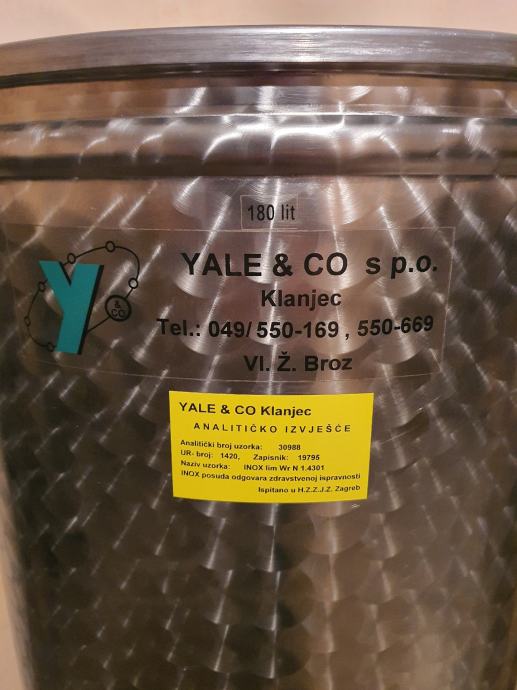 180 lit
Y
& CO
YALE & CO s p.o.
Klanjec
Tel.: 049/ 550-169 , 550-669
Vl. Ž. Broz
YALE & CO Klanjec
ANALITIČKO IZVJEŠĆE
Analitički broj uzorka: 30988
UR- broj: 1420, Zapisnik: 19795
Naziv uzorka: INOX lim Wr N 1.4301
INOX posuda odgovara zdravstvenoj ispravnosti
Ispitano u H.Z.Z.J.Z. Zagreb